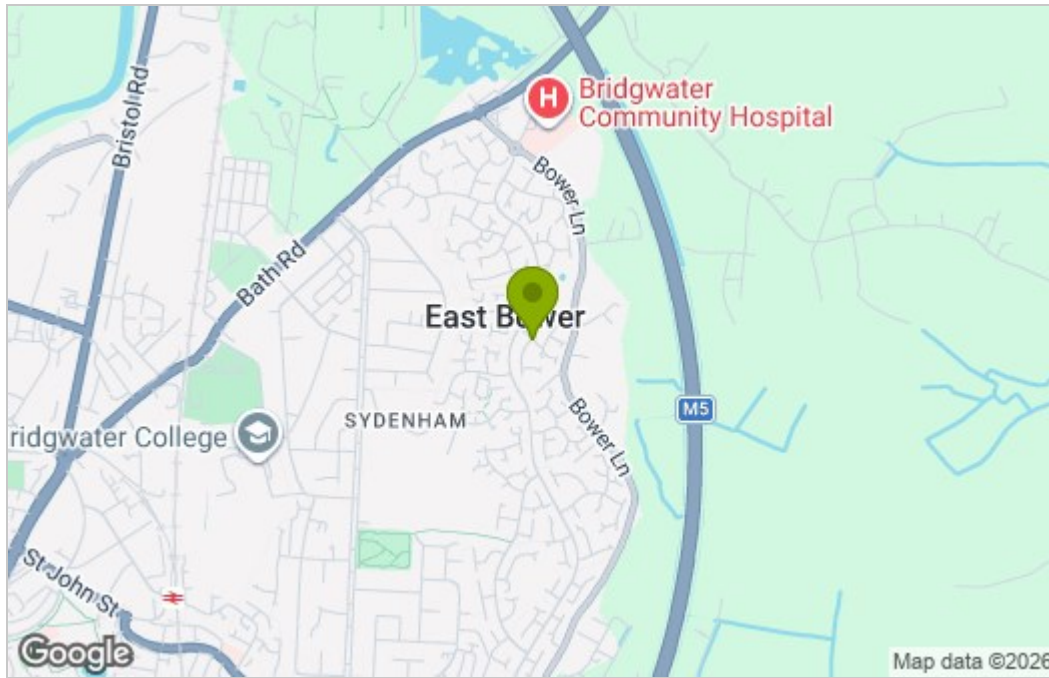 Bristol Rd
H
Bridgwater
Community Hospital
Bower Ln
Bath Rd
East Bower
SYDENHAM
M5
ridgwater College
Bower Ln
St John St
Google
Map data ©2026